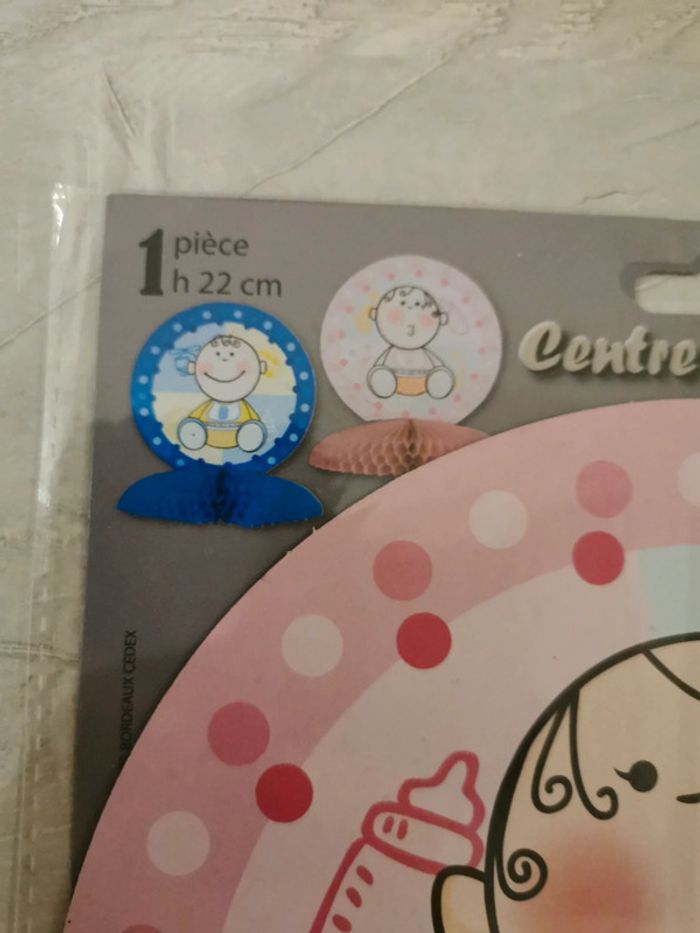 1 pièce
h 22 cm
Centre
BORDEAUX CEDEX